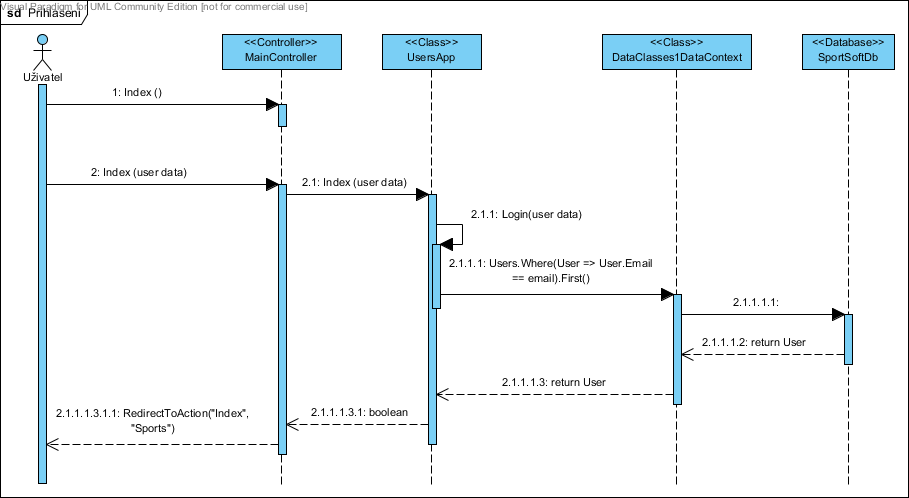 Visual Paradigm for UML Community Edition [not for commercial use]
sd Prihlaseni
<<Controller>>
MainController
<<Class>>
UsersApp
<<Class>>
DataClasses1DataContext
<<Database>>
SportSoftDb
Uživatel
1: Index ()
2: Index (user data)
2.1: Index (user data)
2.1.1: Login(user data)
2.1.1.1: Users.Where(User => User.Email
== email).First()
2.1.1.1.1:
2.1.1.1.2: return User
2.1.1.1.3: return User
2.1.1.1.3.1: boolean
2.1.1.1.3.1.1: RedirectToAction("Index",
"Sports")